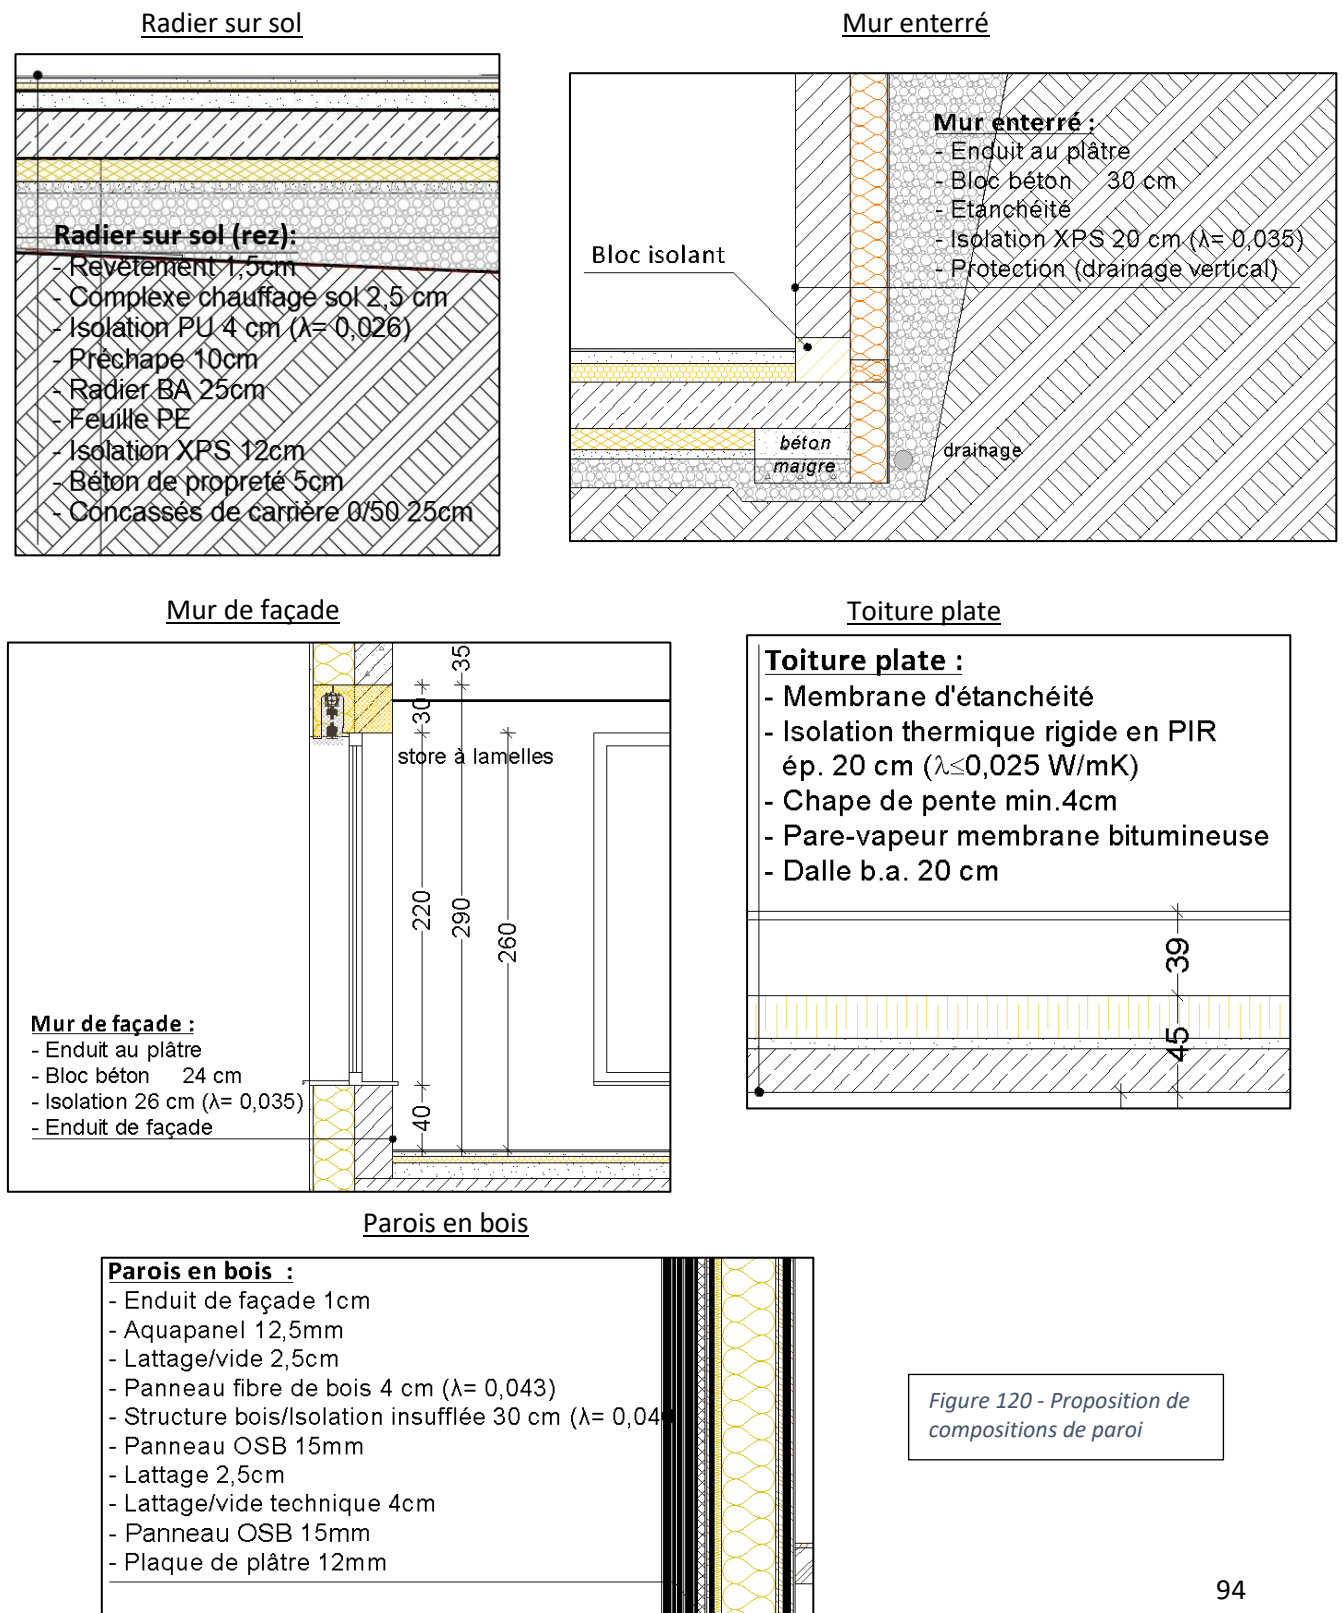 Radier sur sol
Mur enterré
Radier sur sol (rez):
- Revêtement 1,5cm
- Complexe chauffage sol 2,5 cm
- Isolation PU 4 cm (λ= 0,026)
- Préchape 10cm
- Radier BA 25cm
- Feuille PE
- Isolation XPS 12cm
- Béton de propreté 5cm
- Concassés de carrière 0/50 25cm
Mur enterré :
- Enduit au plâtre
- Bloc béton 30 cm
- Etanchéité
- Isolation XPS 20 cm (λ= 0,035)
- Protection (drainage vertical)
Bloc isolant
béton
maigre
drainage
Mur de façade
Toiture plate
35
30
store à lamelles
220
290
260
40
Mur de façade :
- Enduit au plâtre
- Bloc béton 24 cm
- Isolation 26 cm (λ= 0,035)
- Enduit de façade
Toiture plate :
- Membrane d'étanchéité
- Isolation thermique rigide en PIR
ép. 20 cm (λ≤0,025 W/mK)
- Chape de pente min.4cm
- Pare-vapeur membrane bitumineuse
- Dalle b.a. 20 cm
39
45
Parois en bois
Parois en bois :
- Enduit de façade 1cm
- Aquapanel 12,5mm
- Lattage/vide 2,5cm
- Panneau fibre de bois 4 cm (λ= 0,043)
- Structure bois/Isolation insufflée 30 cm (λ= 0,04
- Panneau OSB 15mm
- Lattage 2,5cm
- Lattage/vide technique 4cm
- Panneau OSB 15mm
- Plaque de plâtre 12mm
Figure 120 - Proposition de
compositions de paroi
94